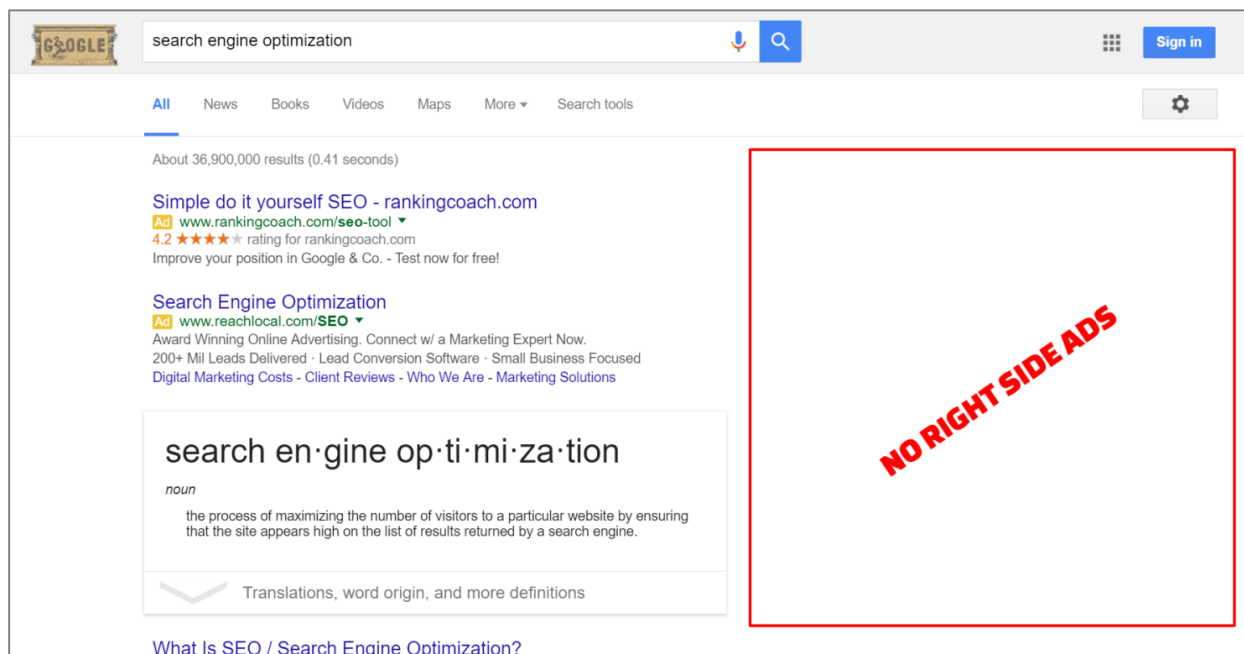 GOOGLE
search engine optimization
Sign in
All News Books Videos Maps More Search tools
About 36,900,000 results (0.41 seconds)
Simple do it yourself SEO - rankingcoach.com
Ad www.rankingcoach.com/seo-tool
4.2 ★★★★★ rating for rankingcoach.com
Improve your position in Google & Co. - Test now for free!
Search Engine Optimization
Ad www.reachlocal.com/SEO
Award Winning Online Advertising. Connect w/ a Marketing Expert Now.
200+ Mil Leads Delivered · Lead Conversion Software · Small Business Focused
Digital Marketing Costs - Client Reviews - Who We Are - Marketing Solutions
search en·gine op·ti·mi·za·tion
noun
the process of maximizing the number of visitors to a particular website by ensuring
that the site appears high on the list of results returned by a search engine.
Translations, word origin, and more definitions
What Is SEO / Search Engine Optimization?
NO RIGHT SIDE ADS